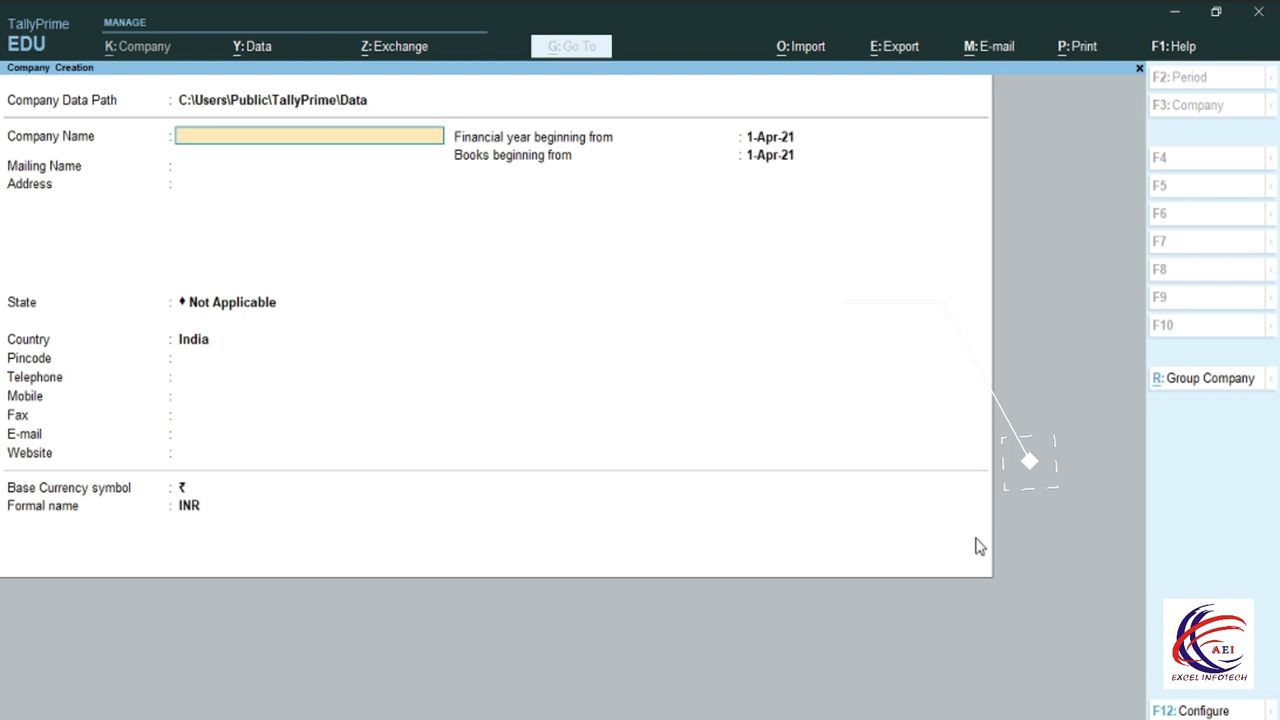 TallyPrime
EDU
MANAGE
K: Company
Y: Data
Z: Exchange
G: Go To
O: Import
E: Export
M: E-mail
P: Print
F1: Help
Company Creation
Company Data Path : C:\Users\Public\TallyPrime\Data
Company Name :
Financial year beginning from : 1-Apr-21
Books beginning from : 1-Apr-21
Mailing Name :
Address :
State : ♦ Not Applicable
Country : India
Pincode :
Telephone :
Mobile :
Fax :
E-mail :
Website :
Base Currency symbol : ₹
Formal name : INR
F2: Period
F3: Company
F4
F5
F6
F7
F8
F9
F10
R: Group Company
AEI
EXCEL INFOTECH
F12: Configure